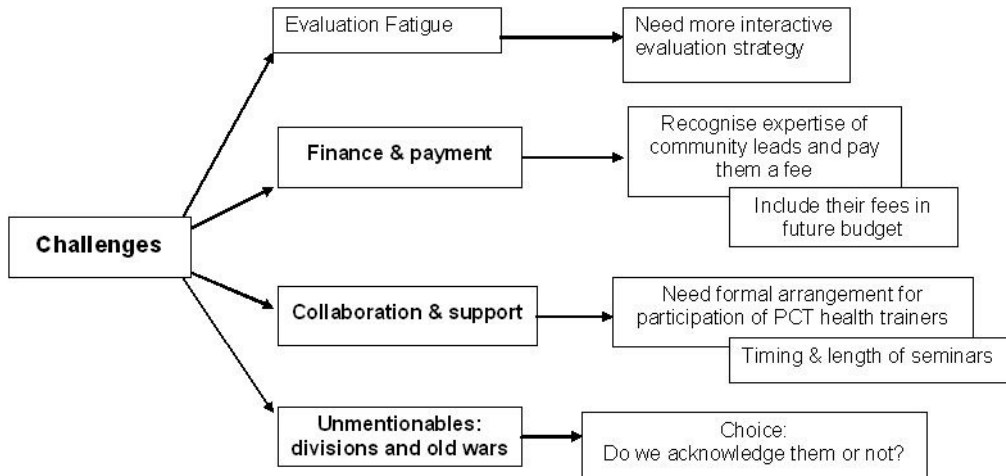 Evaluation Fatigue
Need more interactive
evaluation strategy
Finance & payment
Recognise expertise of
community leads and pay
them a fee
Include their fees in
future budget
Challenges
Collaboration & support
Need formal arrangement for
participation of PCT health trainers
Timing & length of seminars
Unmentionables:
divisions and old wars
Choice:
Do we acknowledge them or not?